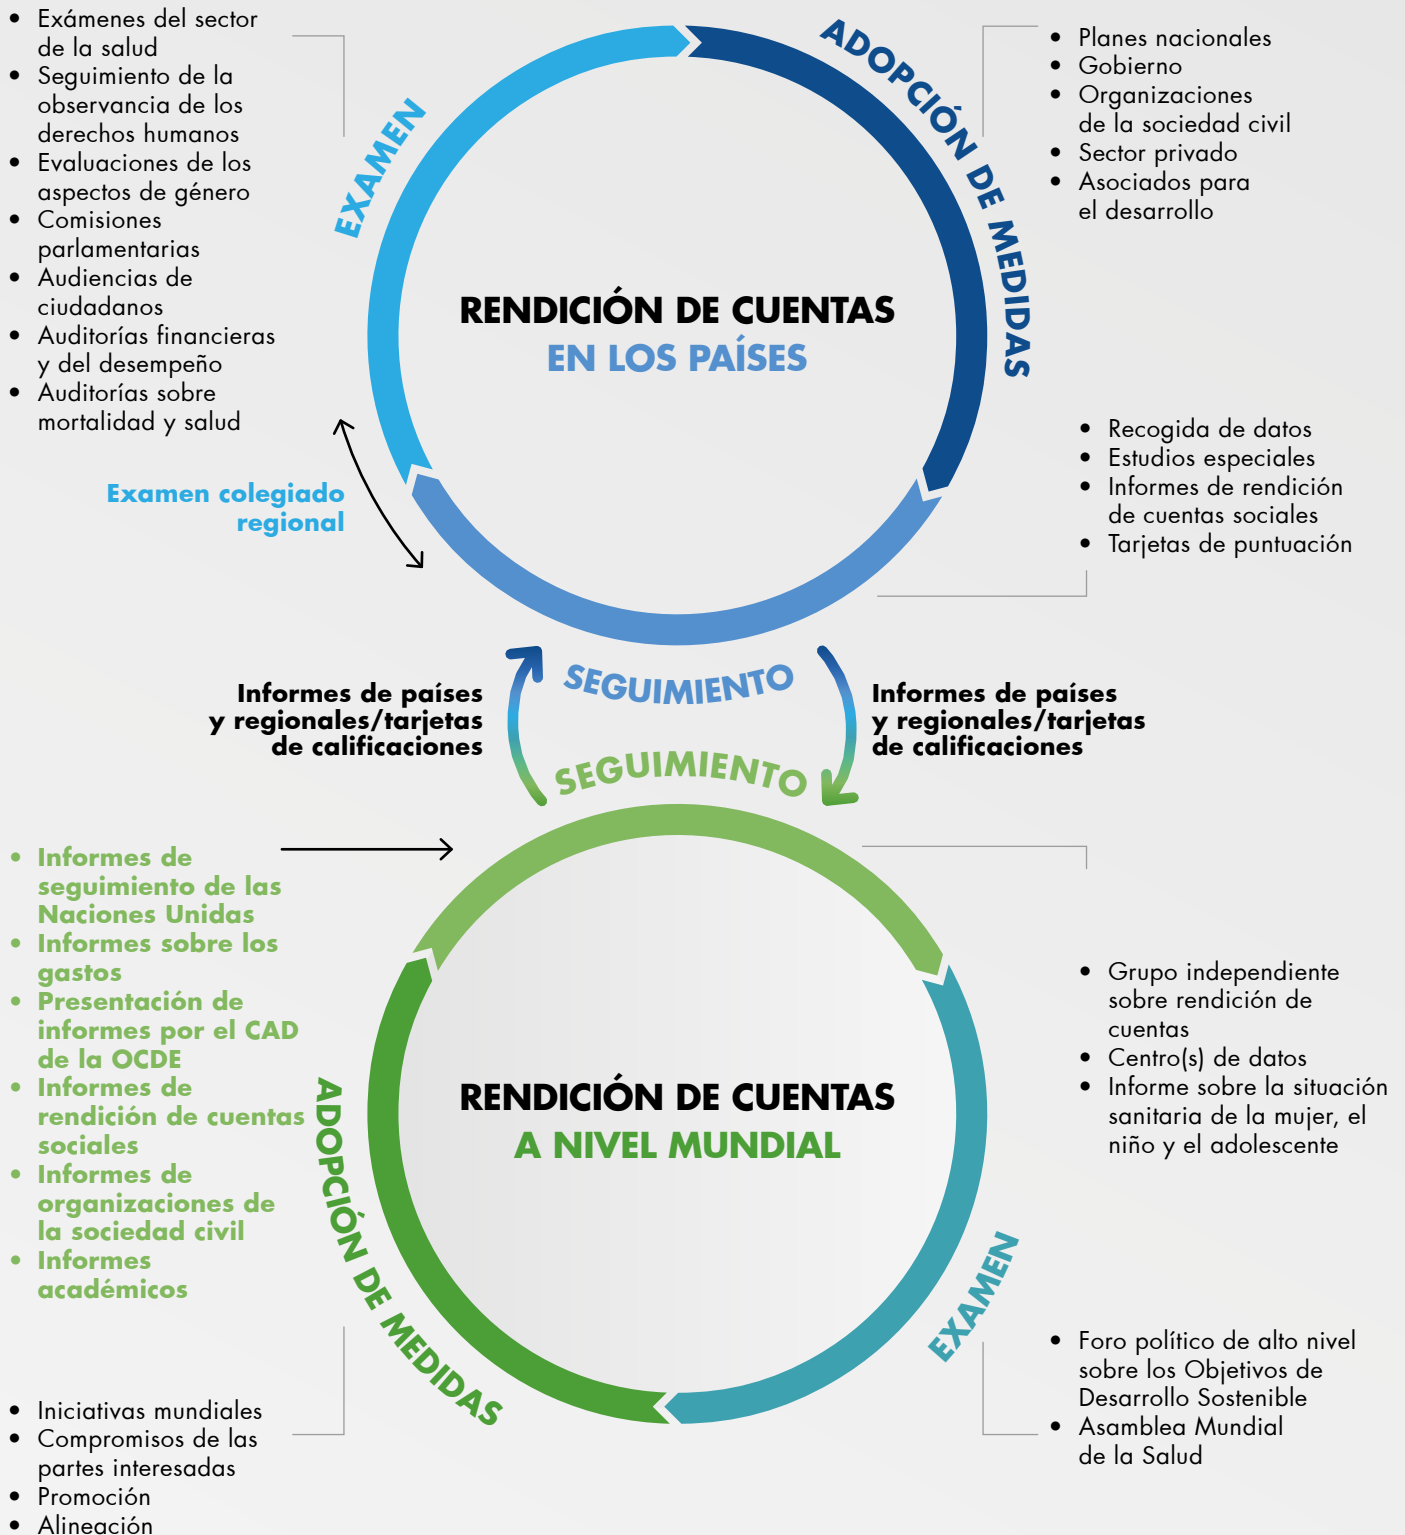 • Exámenes del sector
de la salud
• Seguimiento de la
observancia de los
derechos humanos
• Evaluaciones de los
aspectos de género
• Comisiones
parlamentarias
• Audiencias de
ciudadanos
• Auditorías financieras
y del desempeño
• Auditorías sobre
mortalidad y salud
EXAMEN
ADOPCIÓN DE MEDIDAS
• Planes nacionales
• Gobierno
• Organizaciones
de la sociedad civil
• Sector privado
• Asociados para
el desarrollo
RENDICIÓN DE CUENTAS
EN LOS PAÍSES
Examen colegiado
regional
• Recogida de datos
• Estudios especiales
• Informes de rendición
de cuentas sociales
• Tarjetas de puntuación
SEGUIMIENTO
Informes de países
y regionales/tarjetas
de calificaciones
Informes de países
y regionales/tarjetas
de calificaciones
SEGUIMIENTO
• Informes de
seguimiento de las
Naciones Unidas
• Informes sobre los
gastos
• Presentación de
informes por el CAD
de la OCDE
• Informes de
rendición de cuentas
sociales
• Informes de
organizaciones de
la sociedad civil
• Informes
académicos
RENDICIÓN DE CUENTAS
A NIVEL MUNDIAL
• Grupo independiente
sobre rendición de
cuentas
• Centro(s) de datos
• Informe sobre la situación
sanitaria de la mujer, el
niño y el adolescente
ADOPCIÓN DE MEDIDAS
EXAMEN
• Foro político de alto nivel
sobre los Objetivos de
Desarrollo Sostenible
• Asamblea Mundial
de la Salud
• Iniciativas mundiales
• Compromisos de las
partes interesadas
• Promoción
• Alineación